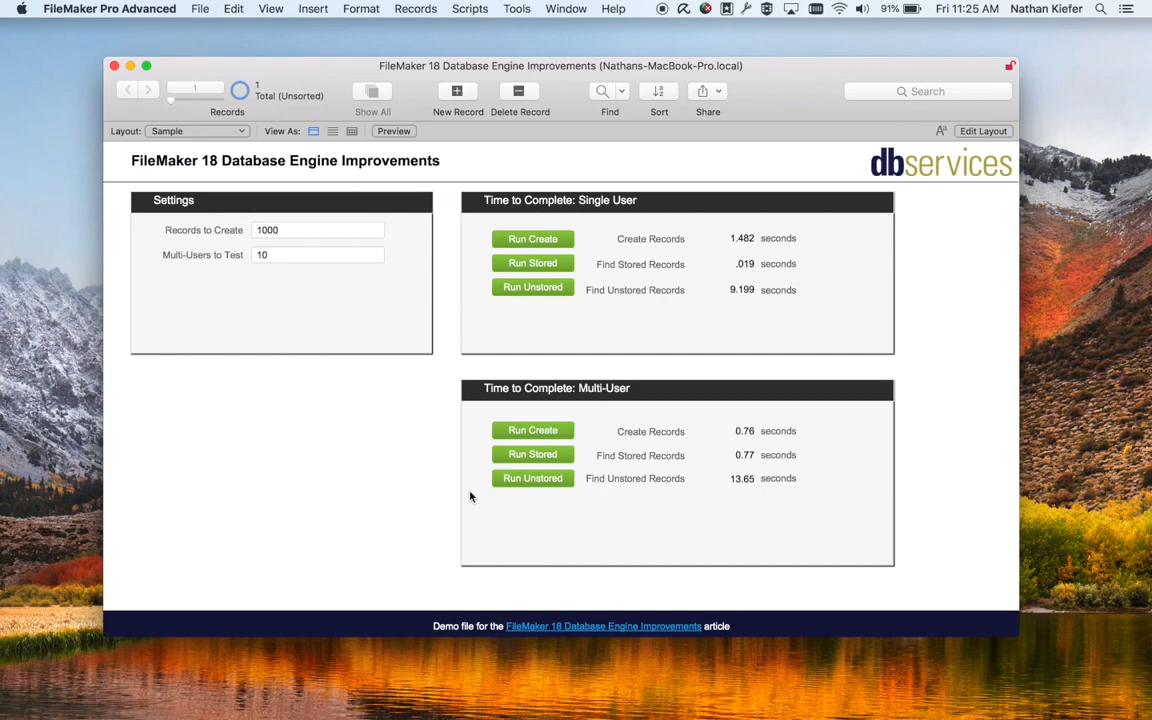 FileMaker Pro Advanced File Edit View Insert Format Records Scripts Tools Window Help 91% Fri 11:25 AM Nathan Kiefer
FileMaker 18 Database Engine Improvements (Nathans-MacBook-Pro.local)
1
1
Total (Unsorted)
Search
Records Show All New Record Delete Record Find Sort Share
Layout: Sample View As: Preview Aa Edit Layout
FileMaker 18 Database Engine Improvements
dbservices
Settings
Records to Create 1000
Multi-Users to Test 10
Time to Complete: Single User
Run Create Create Records 1.482 seconds
Run Stored Find Stored Records .019 seconds
Run Unstored Find Unstored Records 9.199 seconds
Time to Complete: Multi-User
Run Create Create Records 0.76 seconds
Run Stored Find Stored Records 0.77 seconds
Run Unstored Find Unstored Records 13.65 seconds
Demo file for the FileMaker 18 Database Engine Improvements article